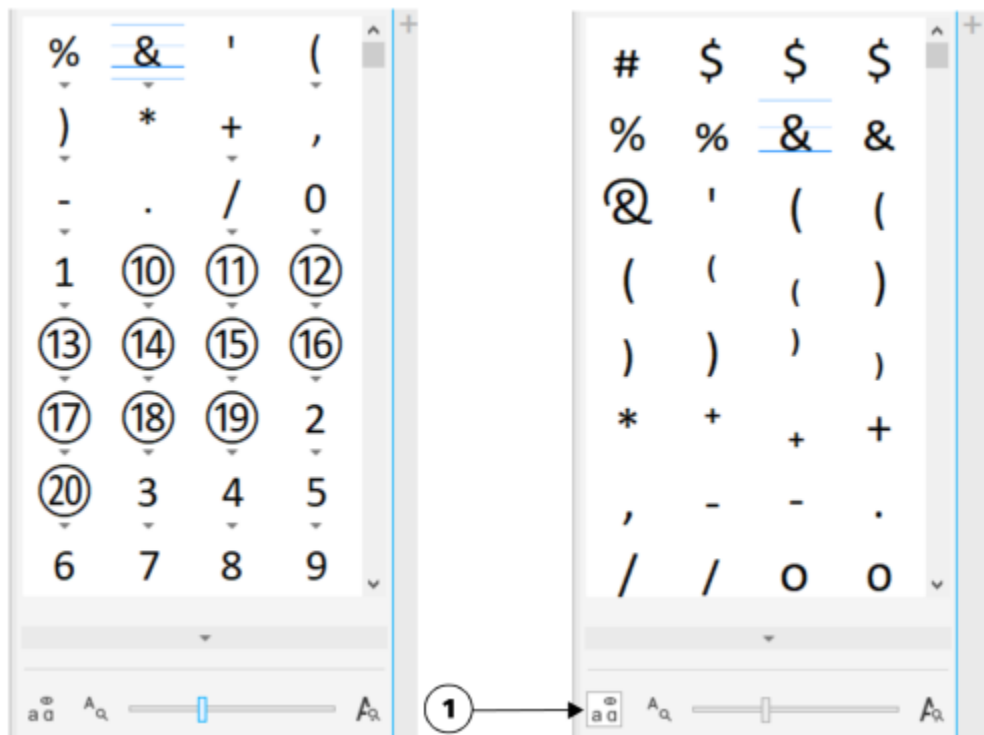 % & ' (
) * + ,
- . / 0
1 ⑩ ⑪ ⑫
⑬ ⑭ ⑮ ⑯
⑰ ⑱ ⑲ 2
⑳ 3 4 5
6 7 8 9
a a A A
# $ $ $
% % & &
& ' ( (
( ( ( )
) ) ) )
* + + +
, - - .
/ / o o
1
a a A A